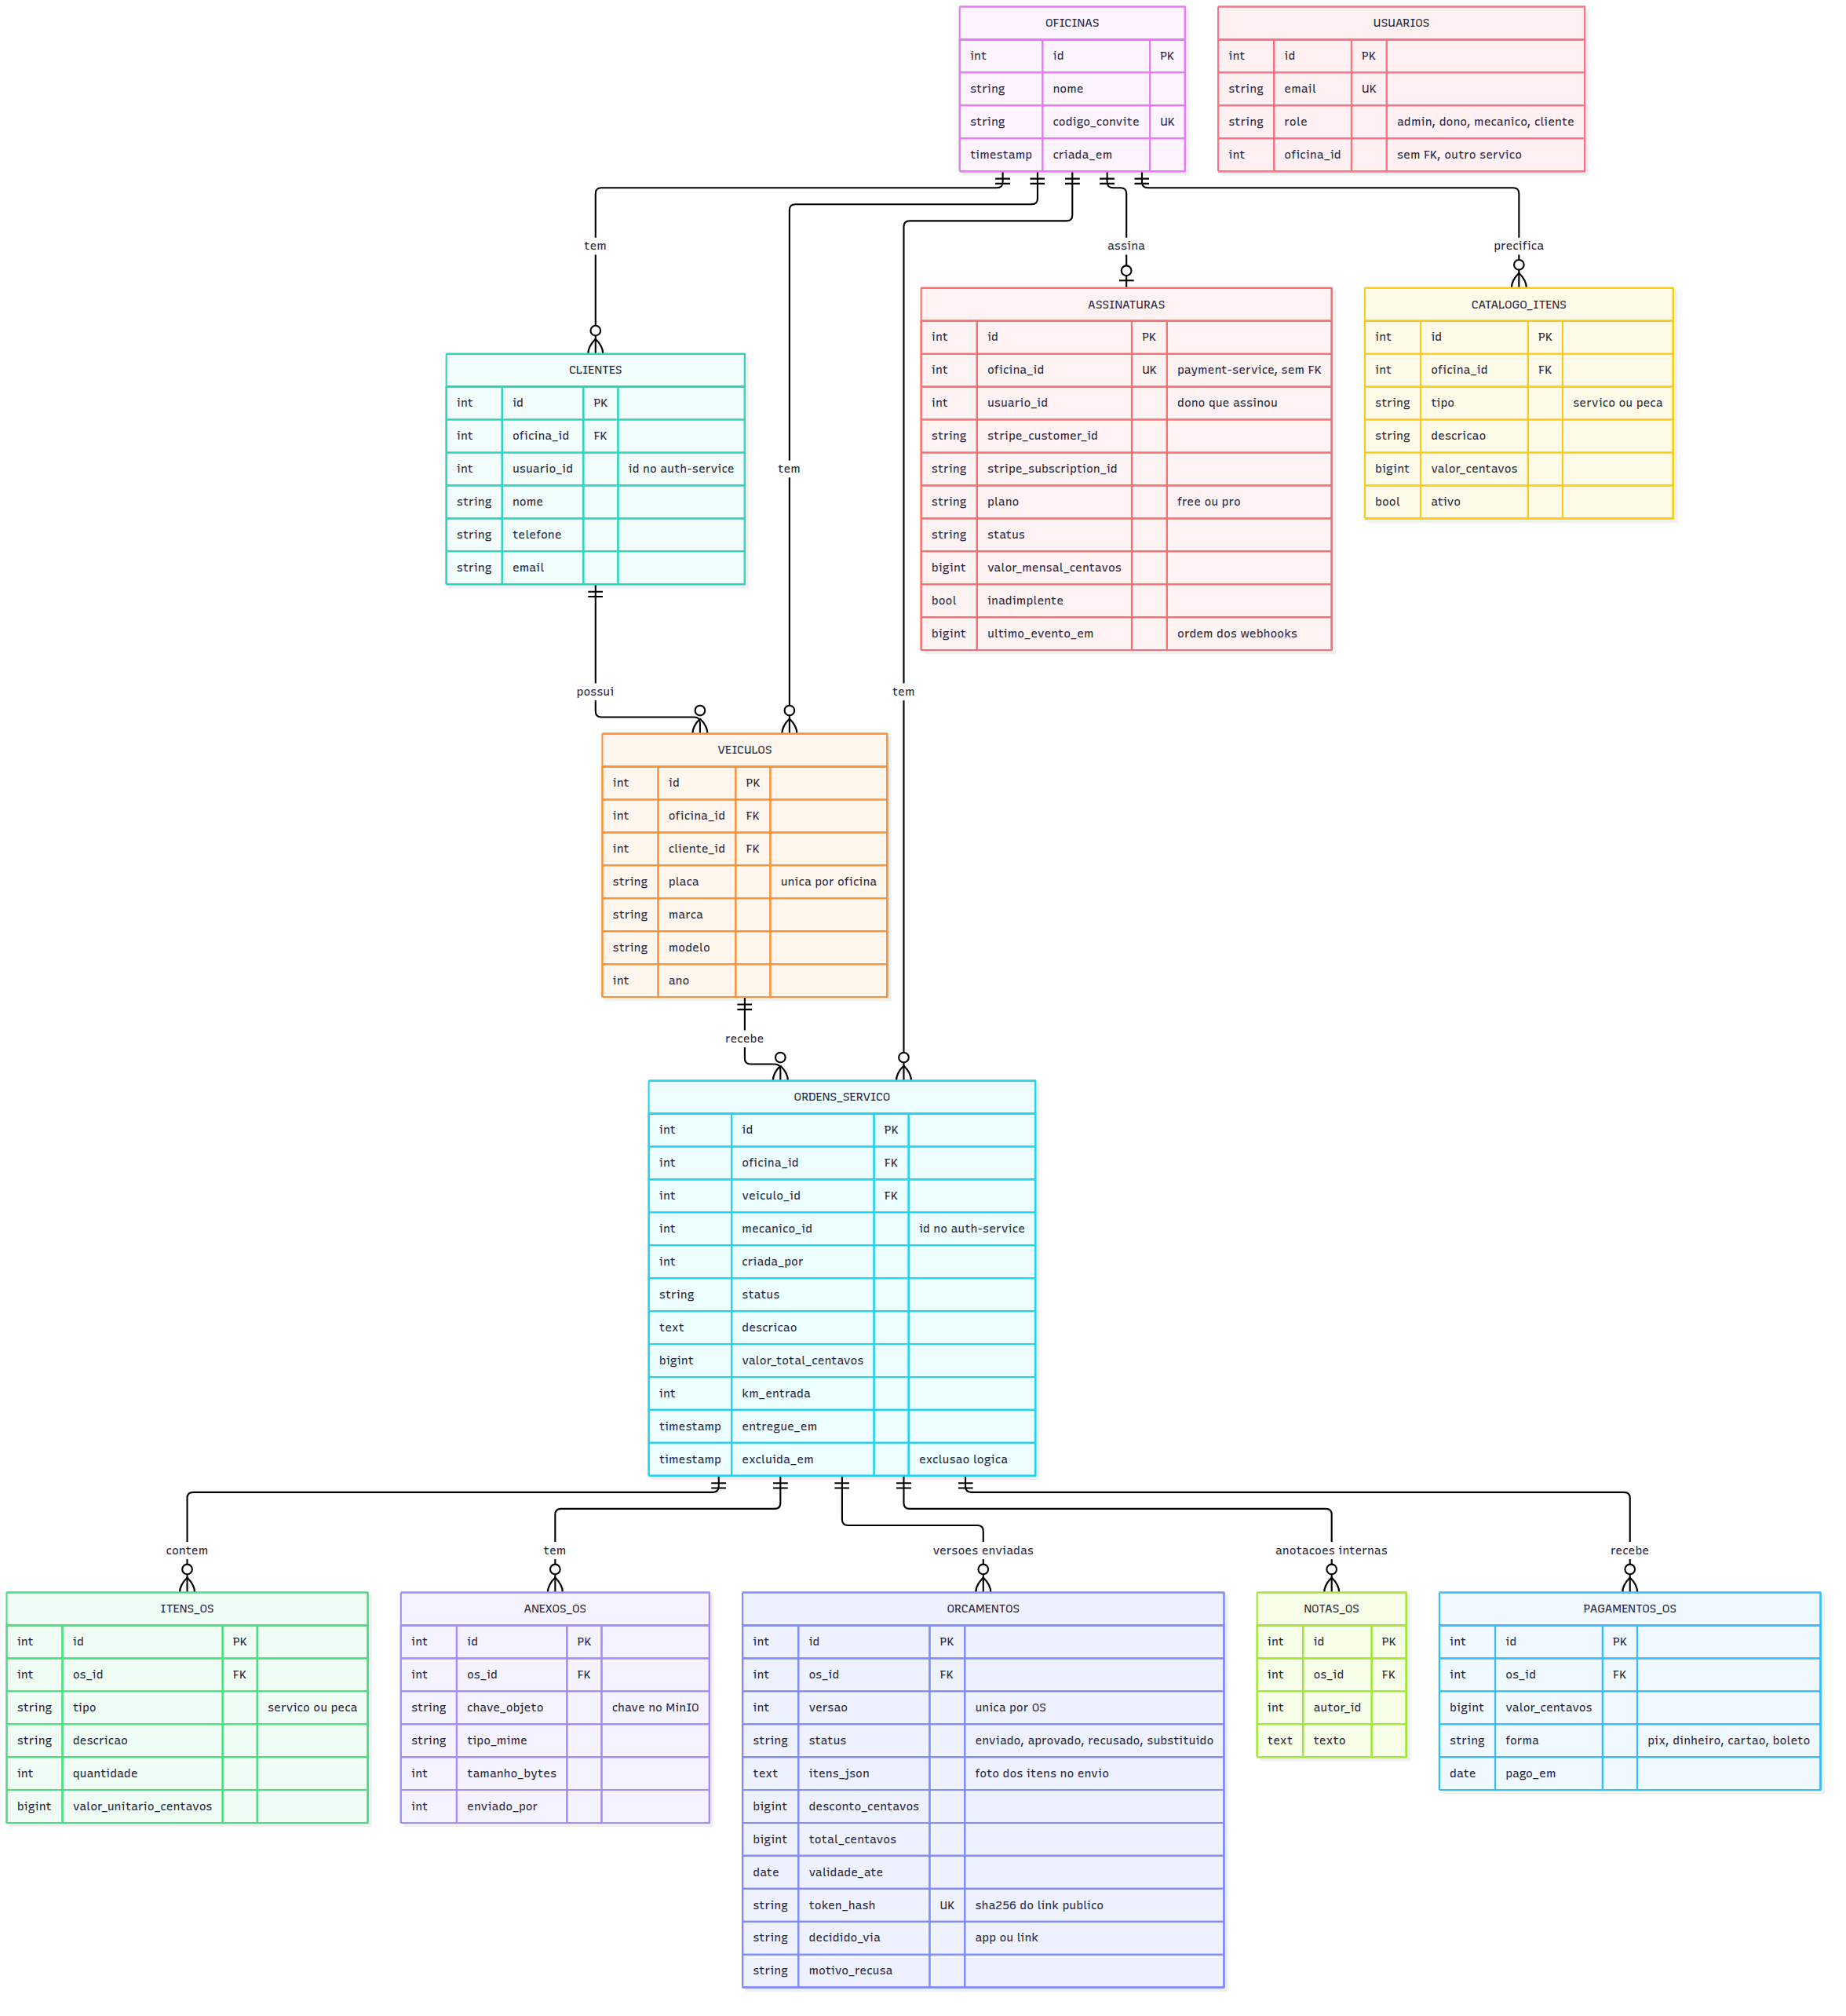 OFICINAS
int id PK
string nome
string codigo_convite UK
timestamp criada_em
USUARIOS
int id PK
string email UK
string role admin, dono, mecanico, cliente
int oficina_id sem FK, outro servico
tem
tem
tem
assina
precifica
ASSINATURAS
int id PK
int oficina_id UK payment-service, sem FK
int usuario_id dono que assinou
string stripe_customer_id
string stripe_subscription_id
string plano free ou pro
string status
bigint valor_mensal_centavos
bool inadimplente
bigint ultimo_evento_em ordem dos webhooks
CATALOGO_ITENS
int id PK
int oficina_id FK
string tipo servico ou peca
string descricao
bigint valor_centavos
bool ativo
CLIENTES
int id PK
int oficina_id FK
int usuario_id id no auth-service
string nome
string telefone
string email
possui
VEICULOS
int id PK
int oficina_id FK
int cliente_id FK
string placa unica por oficina
string marca
string modelo
int ano
recebe
ORDENS_SERVICO
int id PK
int oficina_id FK
int veiculo_id FK
int mecanico_id id no auth-service
int criada_por
string status
text descricao
bigint valor_total_centavos
int km_entrada
timestamp entregue_em
timestamp excluida_em exclusao logica
contem
tem
versoes enviadas
anotacoes internas
recebe
ITENS_OS
int id PK
int os_id FK
string tipo servico ou peca
string descricao
int quantidade
bigint valor_unitario_centavos
ANEXOS_OS
int id PK
int os_id FK
string chave_objeto chave no MinIO
string tipo_mime
int tamanho_bytes
int enviado_por
ORCAMENTOS
int id PK
int os_id FK
int versao unica por OS
string status enviado, aprovado, recusado, substituido
text itens_json foto dos itens no envio
bigint desconto_centavos
bigint total_centavos
date validade_ate
string token_hash UK sha256 do link publico
string decidido_via app ou link
string motivo_recusa
NOTAS_OS
int id PK
int os_id FK
int autor_id
text texto
PAGAMENTOS_OS
int id PK
int os_id FK
bigint valor_centavos
string forma pix, dinheiro, cartao, boleto
date pago_em